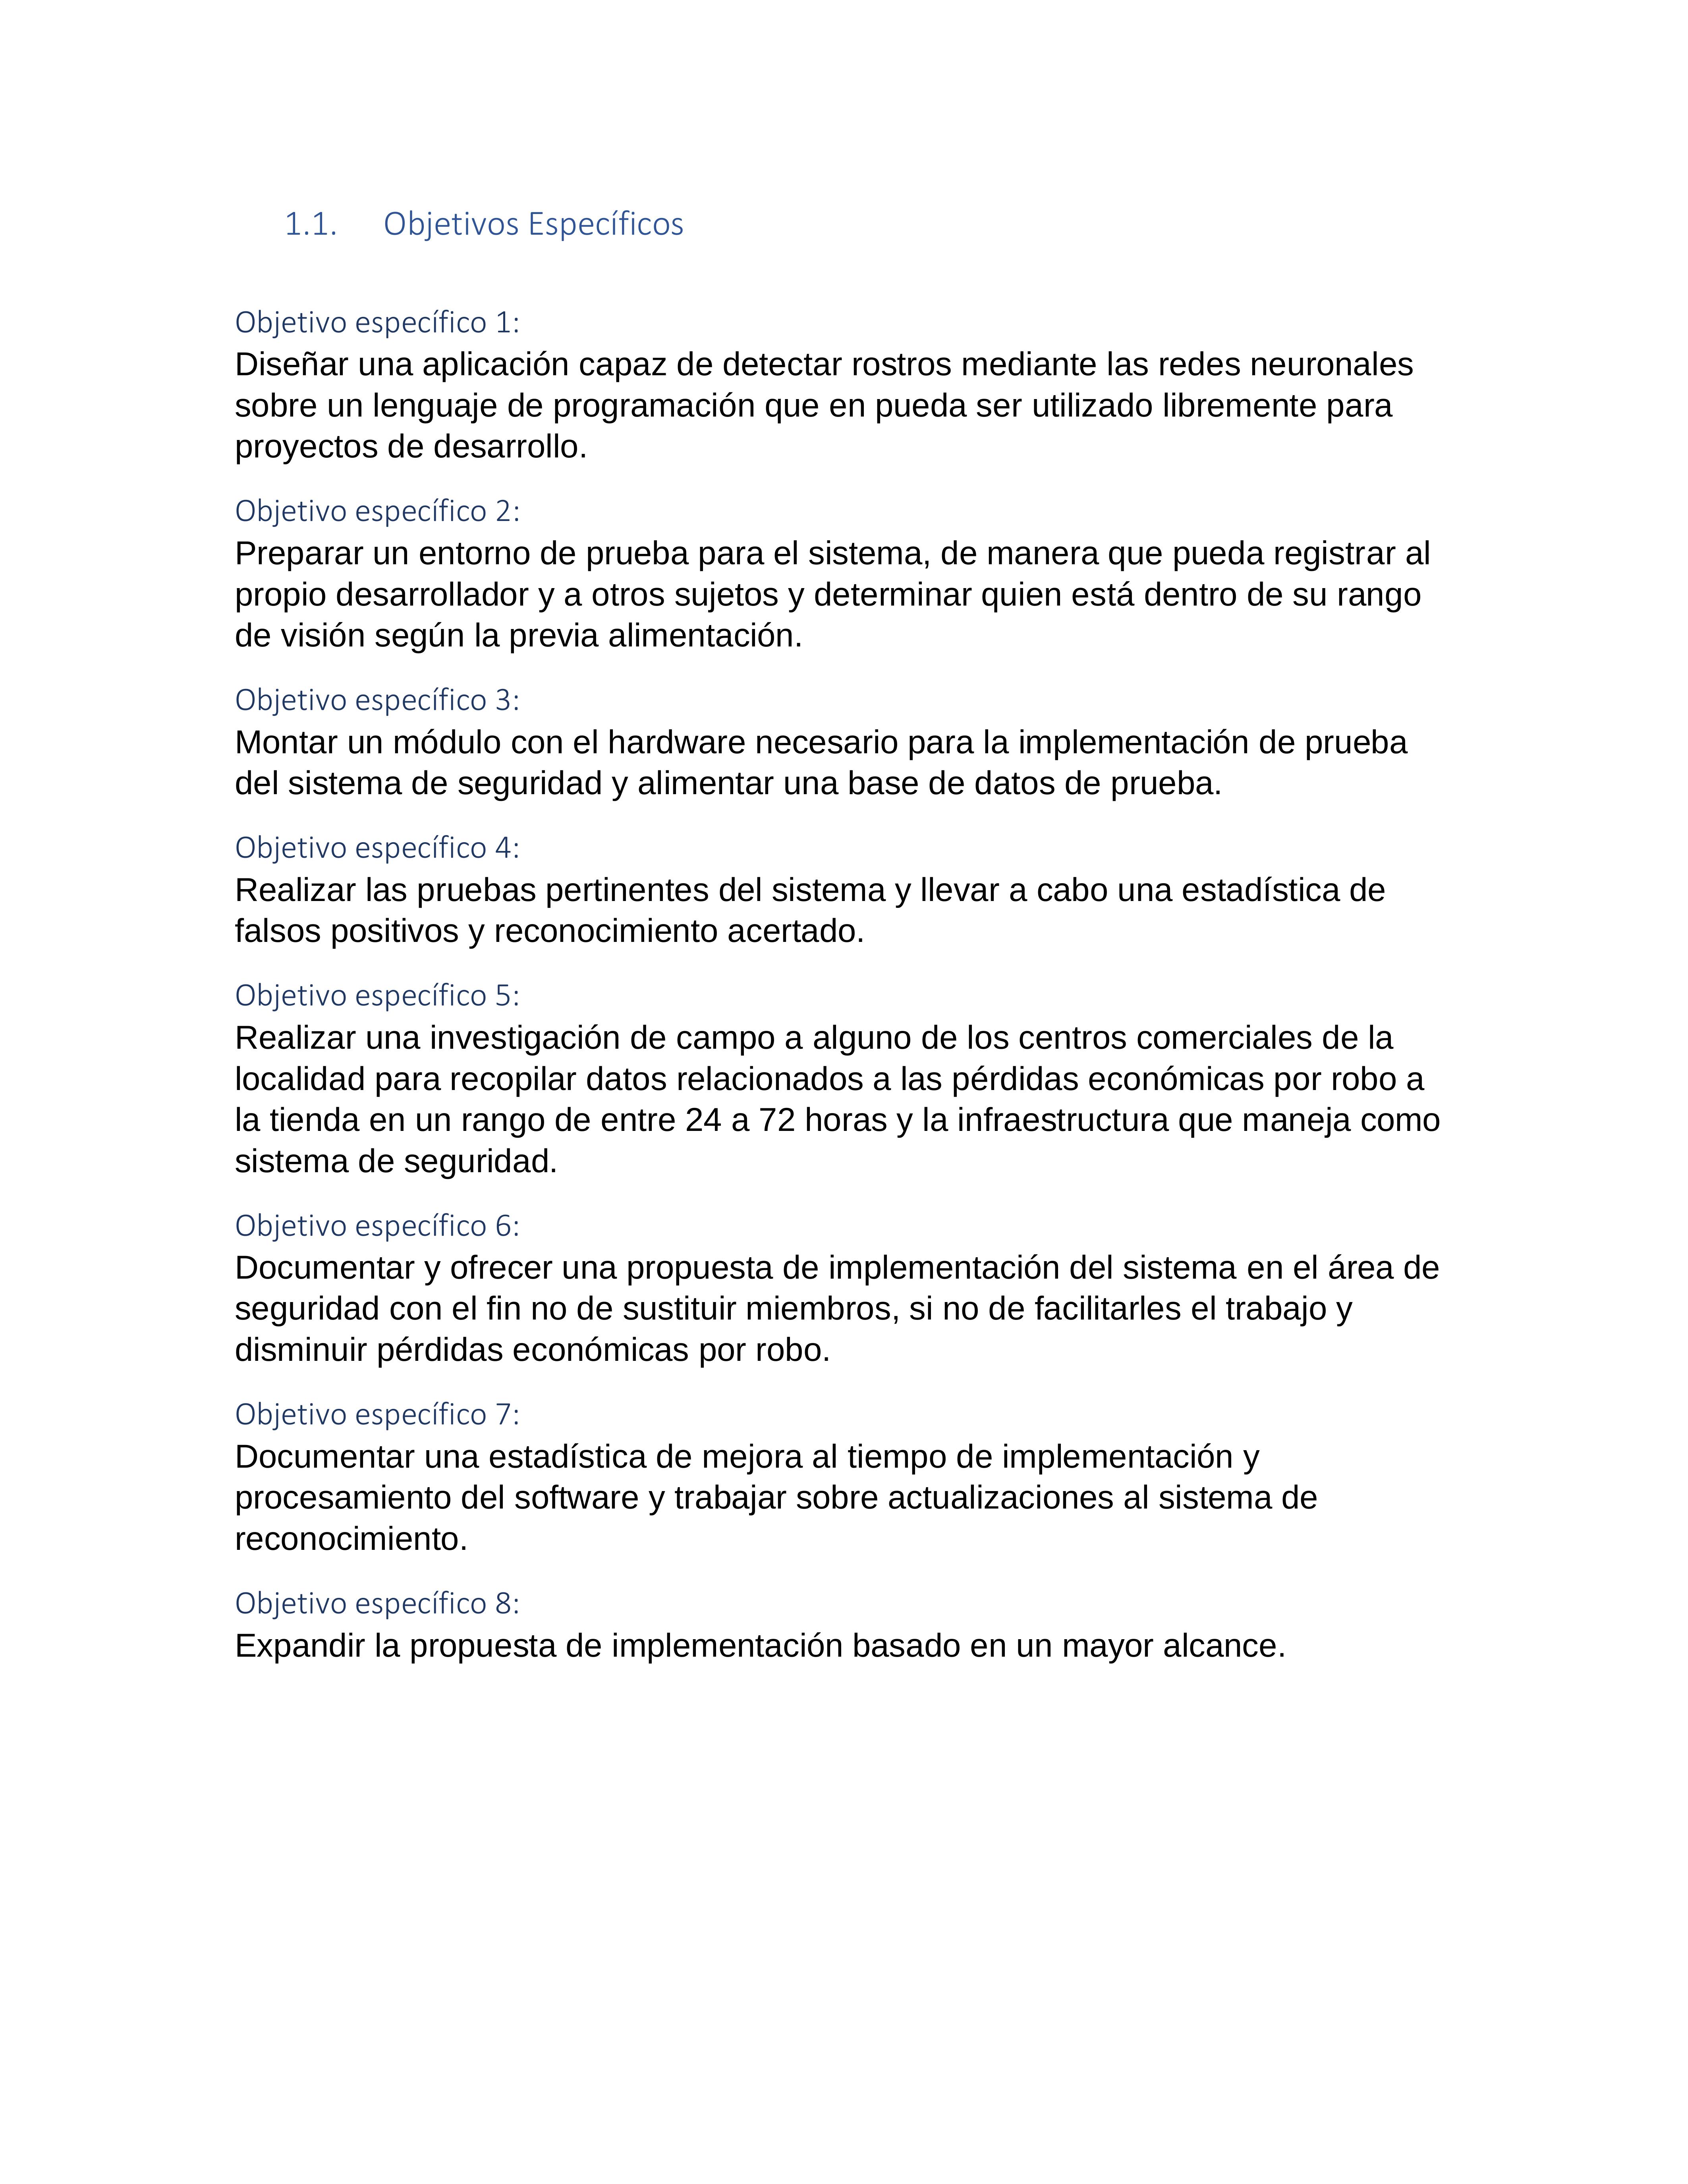 1.1. Objetivos Específicos
Objetivo específico 1:
Diseñar una aplicación capaz de detectar rostros mediante las redes neuronales
sobre un lenguaje de programación que en pueda ser utilizado libremente para
proyectos de desarrollo.
Objetivo específico 2:
Preparar un entorno de prueba para el sistema, de manera que pueda registrar al
propio desarrollador y a otros sujetos y determinar quien está dentro de su rango
de visión según la previa alimentación.
Objetivo específico 3:
Montar un módulo con el hardware necesario para la implementación de prueba
del sistema de seguridad y alimentar una base de datos de prueba.
Objetivo específico 4:
Realizar las pruebas pertinentes del sistema y llevar a cabo una estadística de
falsos positivos y reconocimiento acertado.
Objetivo específico 5:
Realizar una investigación de campo a alguno de los centros comerciales de la
localidad para recopilar datos relacionados a las pérdidas económicas por robo a
la tienda en un rango de entre 24 a 72 horas y la infraestructura que maneja como
sistema de seguridad.
Objetivo específico 6:
Documentar y ofrecer una propuesta de implementación del sistema en el área de
seguridad con el fin no de sustituir miembros, si no de facilitarles el trabajo y
disminuir pérdidas económicas por robo.
Objetivo específico 7:
Documentar una estadística de mejora al tiempo de implementación y
procesamiento del software y trabajar sobre actualizaciones al sistema de
reconocimiento.
Objetivo específico 8:
Expandir la propuesta de implementación basado en un mayor alcance.